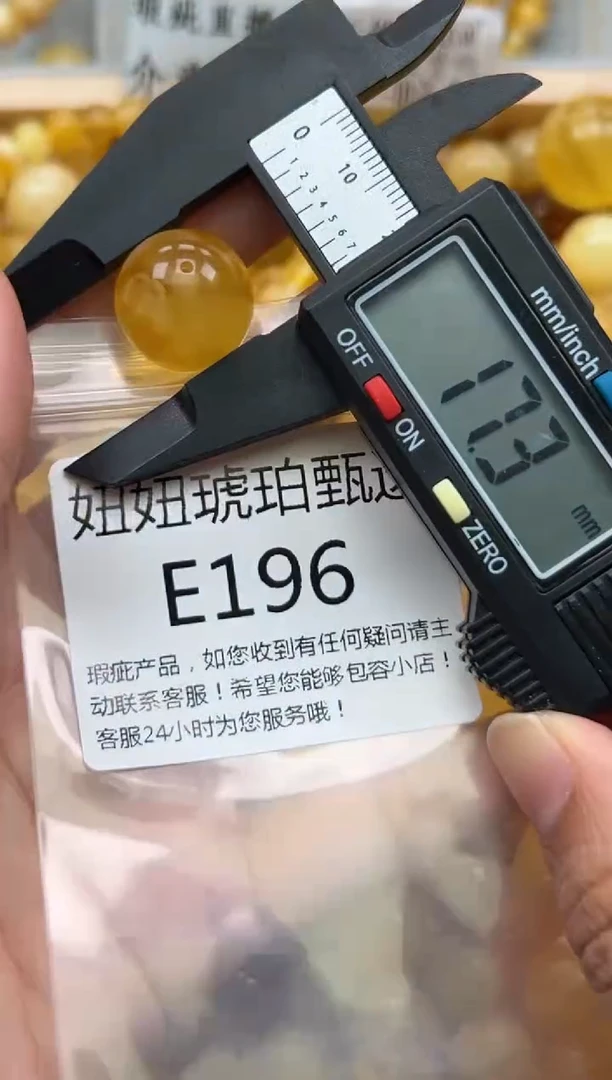 0 10
1 2 3 4 5 6 7
mm/inch
OFF
ON
17.3
mm
ZERO
妞妞琥珀甄选
E196
瑕疵产品，如您收到有任何疑问请主
动联系客服！希望您能够包容小店！
客服24小时为您服务哦！